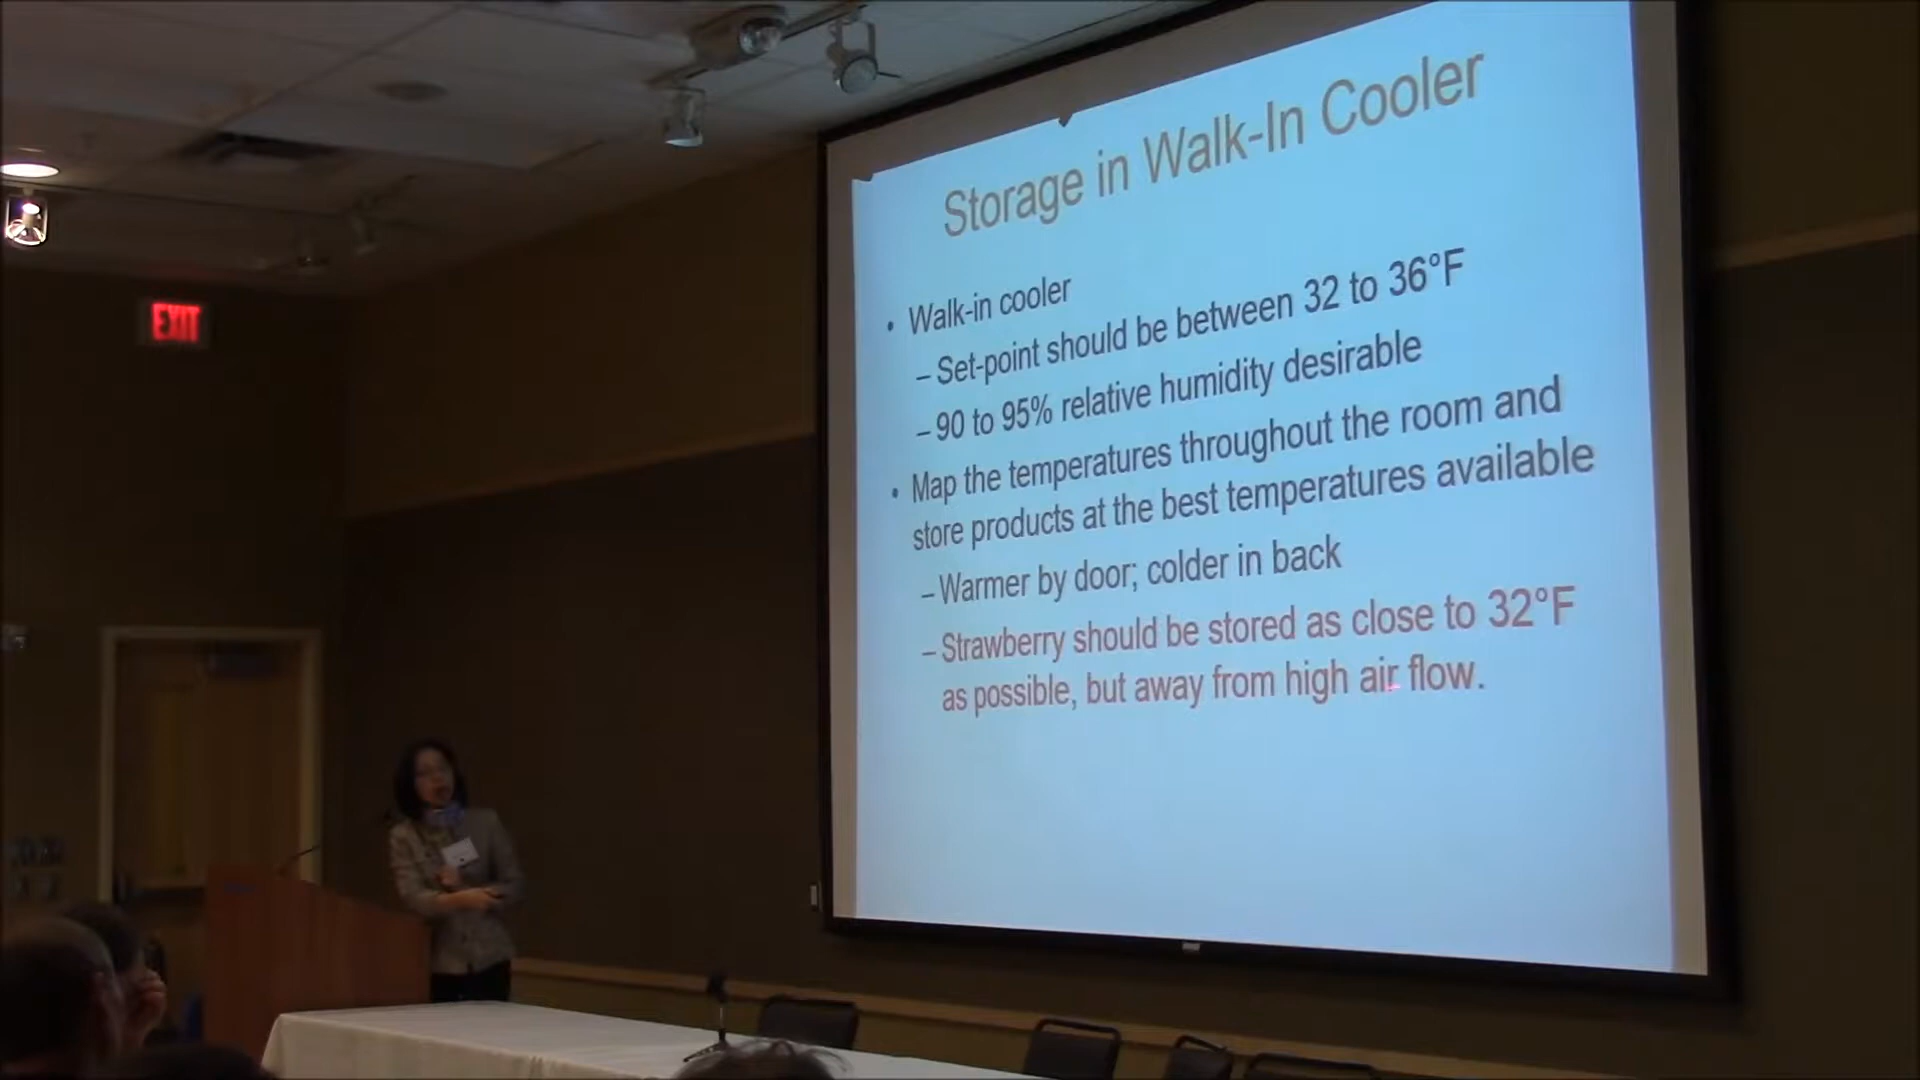 EXIT
Storage in Walk-In Cooler
• Walk-in cooler
– Set-point should be between 32 to 36°F
– 90 to 95% relative humidity desirable
• Map the temperatures throughout the room and
store products at the best temperatures available
– Warmer by door; colder in back
– Strawberry should be stored as close to 32°F
as possible, but away from high air flow.